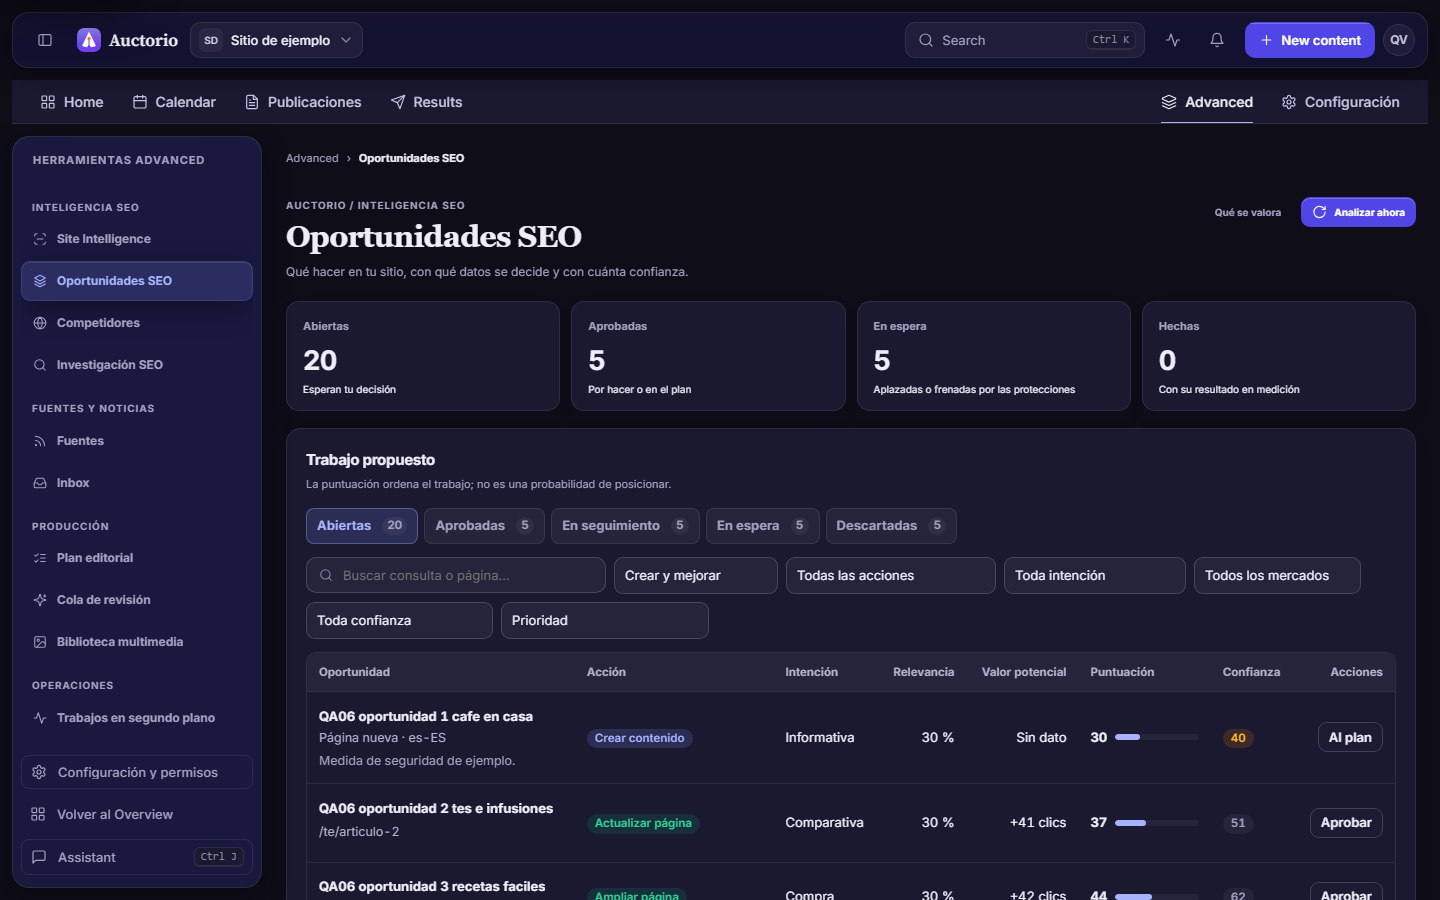 Auctorio
SD Sitio de ejemplo
Search Ctrl K
New content
QV
Home
Calendar
Publicaciones
Results
Advanced
Configuración
HERRAMIENTAS ADVANCED
INTELIGENCIA SEO
Site Intelligence
Oportunidades SEO
Competidores
Investigación SEO
FUENTES Y NOTICIAS
Fuentes
Inbox
PRODUCCIÓN
Plan editorial
Cola de revisión
Biblioteca multimedia
OPERACIONES
Trabajos en segundo plano
Configuración y permisos
Volver al Overview
Assistant Ctrl J
Advanced › Oportunidades SEO
AUCTORIO / INTELIGENCIA SEO
Oportunidades SEO
Qué hacer en tu sitio, con qué datos se decide y con cuánta confianza.
Qué se valora
Analizar ahora
Abiertas
20
Esperan tu decisión
Aprobadas
5
Por hacer o en el plan
En espera
5
Aplazadas o frenadas por las protecciones
Hechas
0
Con su resultado en medición
Trabajo propuesto
La puntuación ordena el trabajo; no es una probabilidad de posicionar.
Abiertas 20
Aprobadas 5
En seguimiento 5
En espera 5
Descartadas 5
Buscar consulta o página...
Crear y mejorar
Todas las acciones
Toda intención
Todos los mercados
Toda confianza
Prioridad
Oportunidad Acción Intención Relevancia Valor potencial Puntuación Confianza Acciones
QA06 oportunidad 1 cafe en casa
Página nueva · es-ES
Medida de seguridad de ejemplo.
Crear contenido Informativa 30 % Sin dato 30 40 Al plan
QA06 oportunidad 2 tes e infusiones
/te/articulo-2
Actualizar página Comparativa 30 % +41 clics 37 51 Aprobar
QA06 oportunidad 3 recetas faciles
Ampliar página Compra 30 % +42 clics 44 62 Aprobar